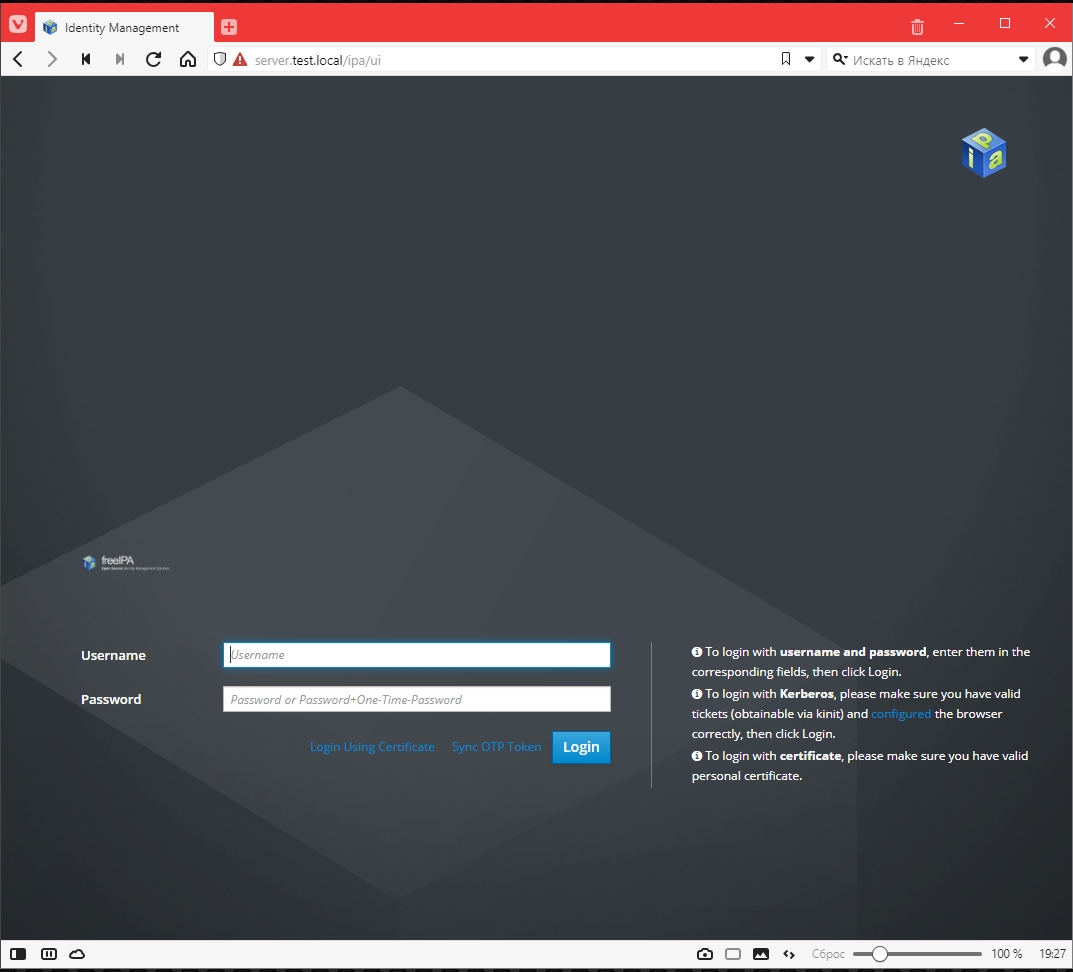 Identity Management
server.test.local/ipa/ui
Искать в Яндекс
ipa
freeIPA
Open Source Identity Management Solution
Username
Username
Password
Password or Password+One-Time-Password
Login Using Certificate
Sync OTP Token
Login
To login with username and password, enter them in the
corresponding fields, then click Login.
To login with Kerberos, please make sure you have valid
tickets (obtainable via kinit) and configured the browser
correctly, then click Login.
To login with certificate, please make sure you have valid
personal certificate.
Сброс
100 %
19:27